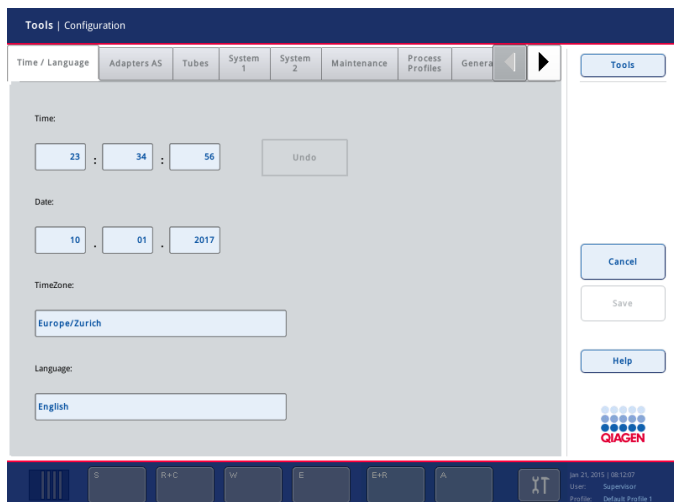 Tools | Configuration
Time / Language
Adapters AS
Tubes
System
1
System
2
Maintenance
Process
Profiles
Genera
Tools
Time:
23 : 34 : 56
Undo
Date:
10 . 01 . 2017
Cancel
TimeZone:
Save
Europe/Zurich
Help
Language:
English
QIAGEN
S
R+C
W
E
E+R
A
Jan 21, 2015 | 08:12:07
User: Supervisor
Profile: Default Profile 1